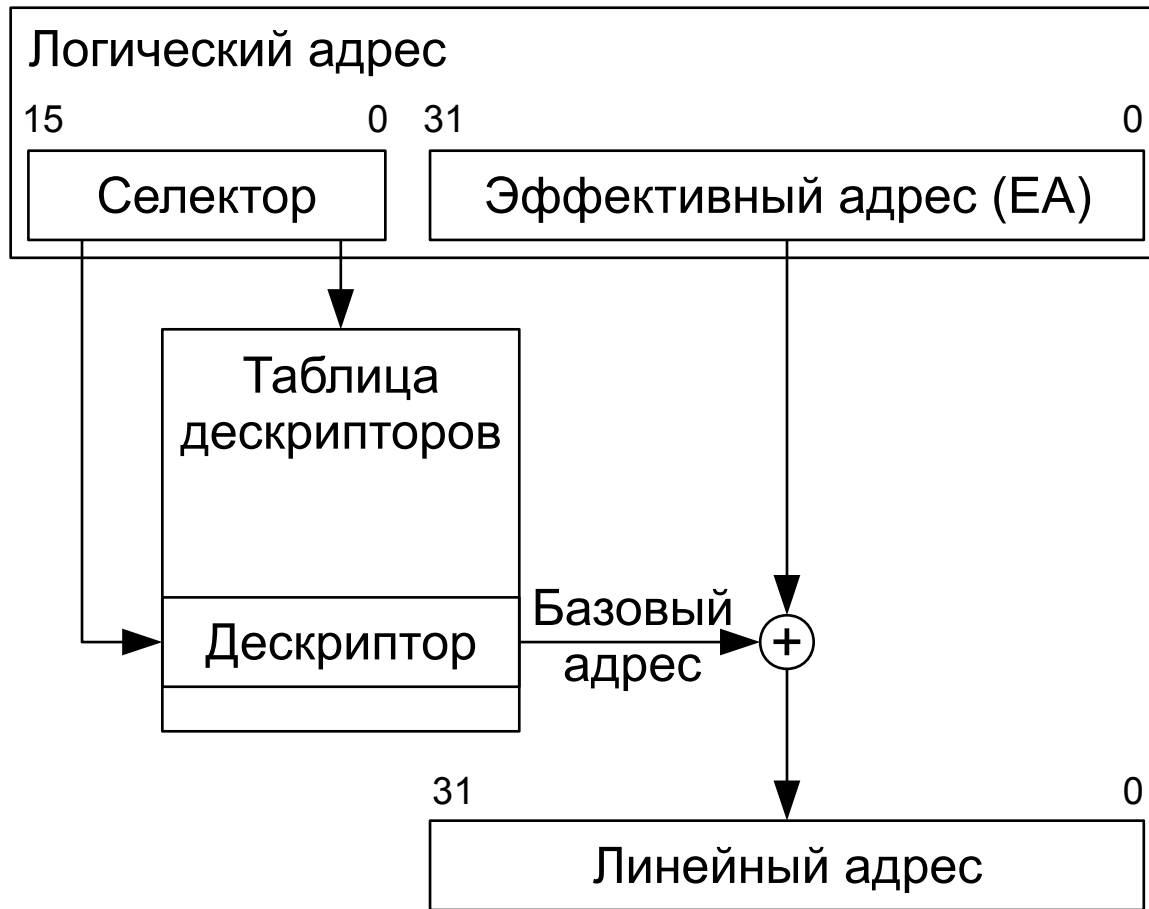 Логический адрес
15 0 31 0
Селектор Эффективный адрес (EA)
Таблица
дескрипторов
Базовый
Дескриптор +
адрес
31 0
Линейный адрес